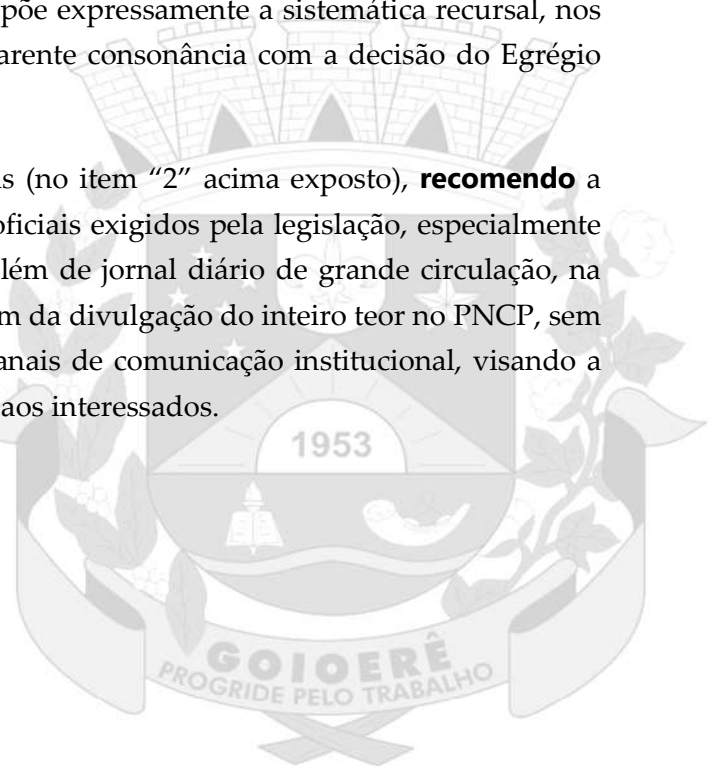 põe expressamente a sistemática recursal, nos
arente consonância com a decisão do Egrégio
s (no item “2” acima exposto), recomendo a
oficiais exigidos pela legislação, especialmente
lém de jornal diário de grande circulação, na
m da divulgação do inteiro teor no PNCP, sem
anais de comunicação institucional, visando a
aos interessados.
1953
GOIOERÊ
PROGRIDE PELO TRABALHO